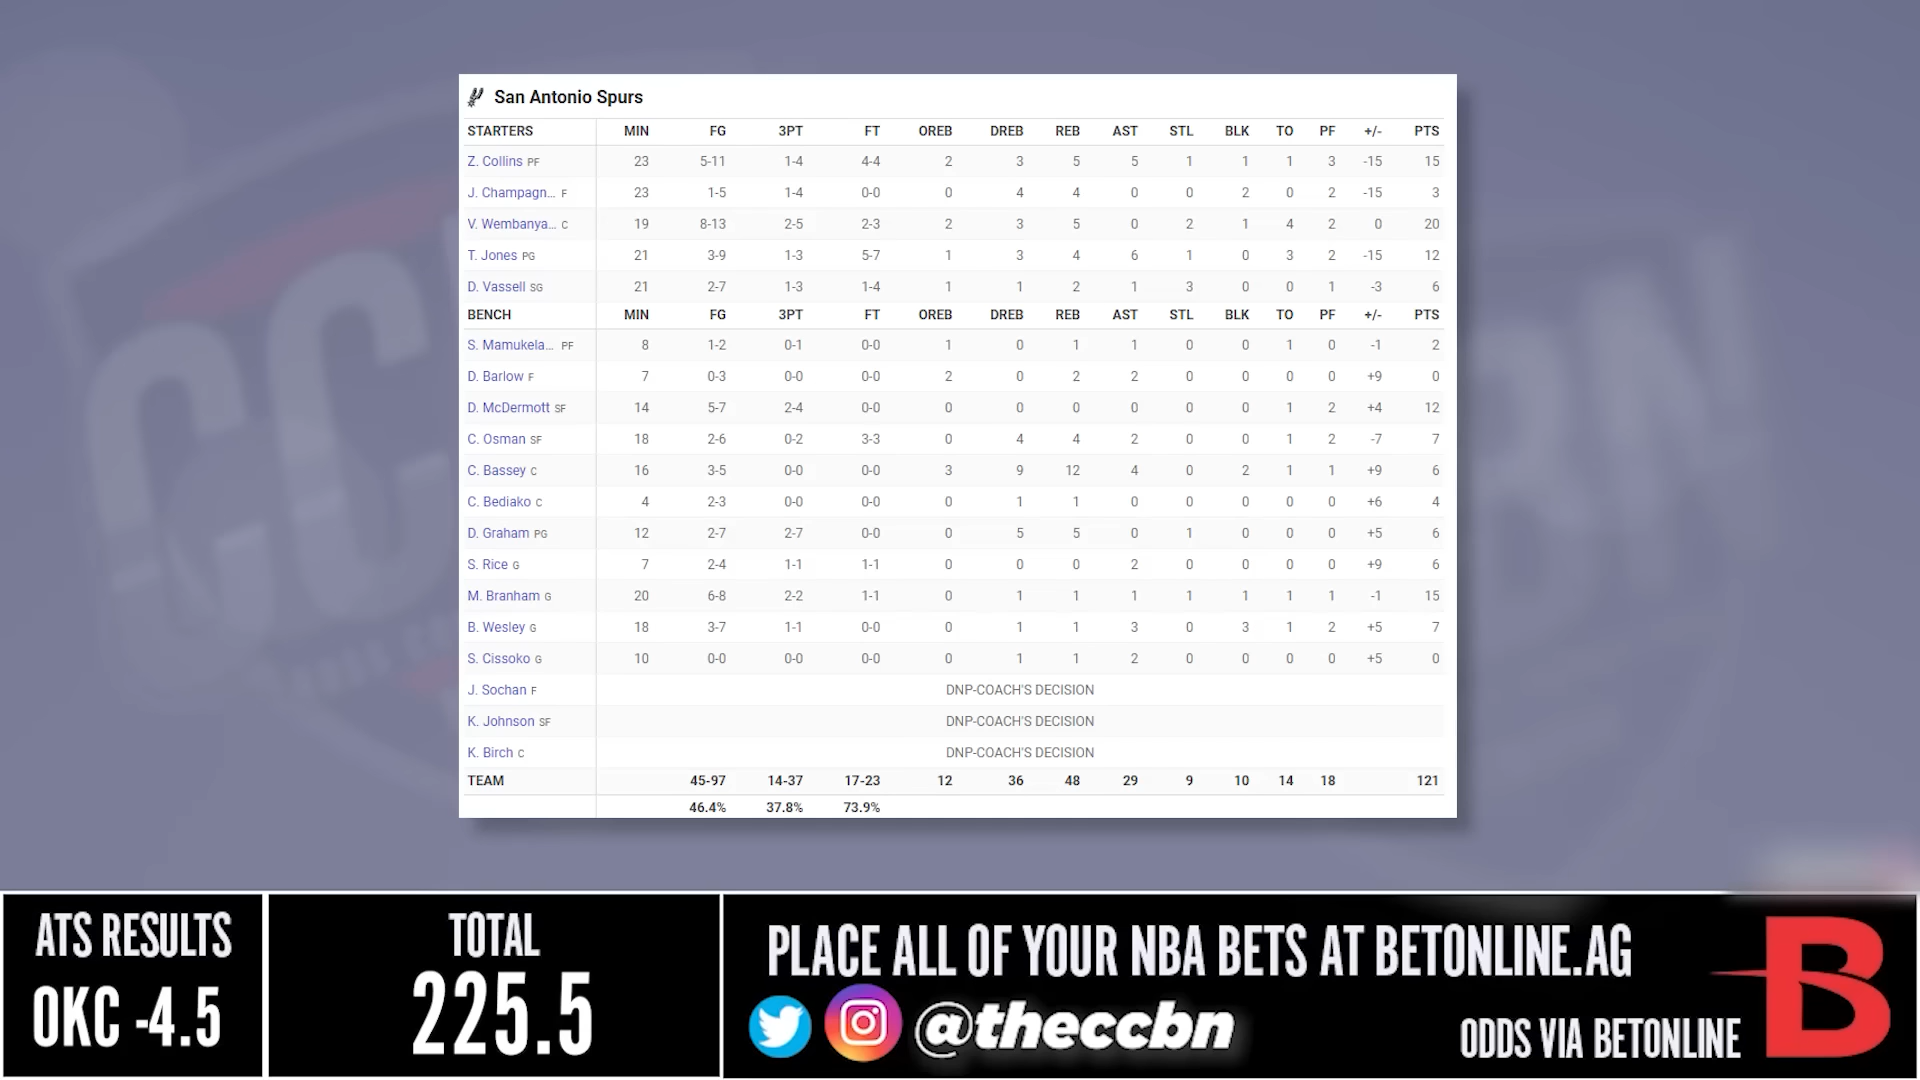 San Antonio Spurs
STARTERS MIN FG 3PT FT OREB DREB REB AST STL BLK TO PF +/- PTS
Z. Collins PF 23 5-11 1-4 4-4 2 3 5 5 1 1 1 3 -15 15
J. Champagn... F 23 1-5 1-4 0-0 0 4 4 0 0 2 0 2 -15 3
V. Wembanya... C 19 8-13 2-5 2-3 2 3 5 0 2 1 4 2 0 20
T. Jones PG 21 3-9 1-3 5-7 1 3 4 6 1 0 3 2 -15 12
D. Vassell SG 21 2-7 1-3 1-4 1 1 2 1 3 0 0 1 -3 6
BENCH MIN FG 3PT FT OREB DREB REB AST STL BLK TO PF +/- PTS
S. Mamukela... PF 8 1-2 0-1 0-0 1 0 1 1 0 0 1 0 -1 2
D. Barlow F 7 0-3 0-0 0-0 2 0 2 2 0 0 0 0 +9 0
D. McDermott SF 14 5-7 2-4 0-0 0 0 0 0 0 0 1 2 +4 12
C. Osman SF 18 2-6 0-2 3-3 0 4 4 2 0 0 1 2 -7 7
C. Bassey C 16 3-5 0-0 0-0 3 9 12 4 0 2 1 1 +9 6
C. Bediako C 4 2-3 0-0 0-0 0 1 1 0 0 0 0 0 +6 4
D. Graham PG 12 2-7 2-7 0-0 0 5 5 0 1 0 0 0 +5 6
S. Rice G 7 2-4 1-1 1-1 0 0 0 2 0 0 0 0 +9 6
M. Branham G 20 6-8 2-2 1-1 0 1 1 1 1 1 1 1 -1 15
B. Wesley G 18 3-7 1-1 0-0 0 1 1 3 0 3 1 2 +5 7
S. Cissoko G 10 0-0 0-0 0-0 0 1 1 2 0 0 0 0 +5 0
J. Sochan F DNP-COACH'S DECISION
K. Johnson SF DNP-COACH'S DECISION
K. Birch C DNP-COACH'S DECISION
TEAM 45-97 14-37 17-23 12 36 48 29 9 10 14 18 121
46.4% 37.8% 73.9%
ATS RESULTS
OKC -4.5
TOTAL
225.5
PLACE ALL OF YOUR NBA BETS AT BETONLINE.AG
@theccbn
ODDS VIA BETONLINE
B